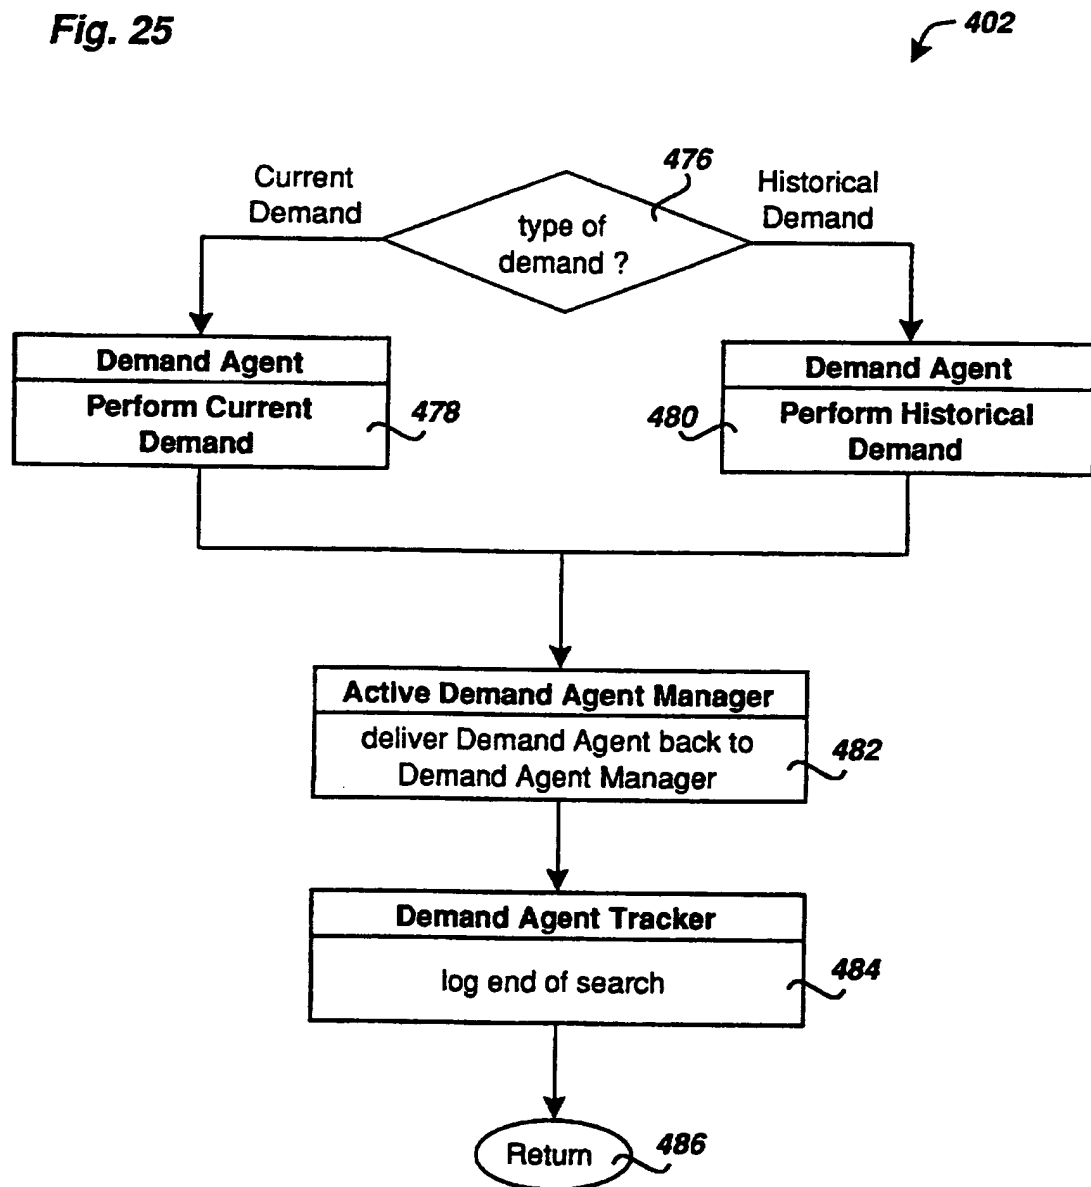 Fig. 25
402
476
Current
Demand
Historical
Demand
type of
demand ?
Demand Agent
Perform Current
Demand
478
Demand Agent
480
Perform Historical
Demand
Active Demand Agent Manager
deliver Demand Agent back to
Demand Agent Manager
482
Demand Agent Tracker
log end of search
484
Return
486